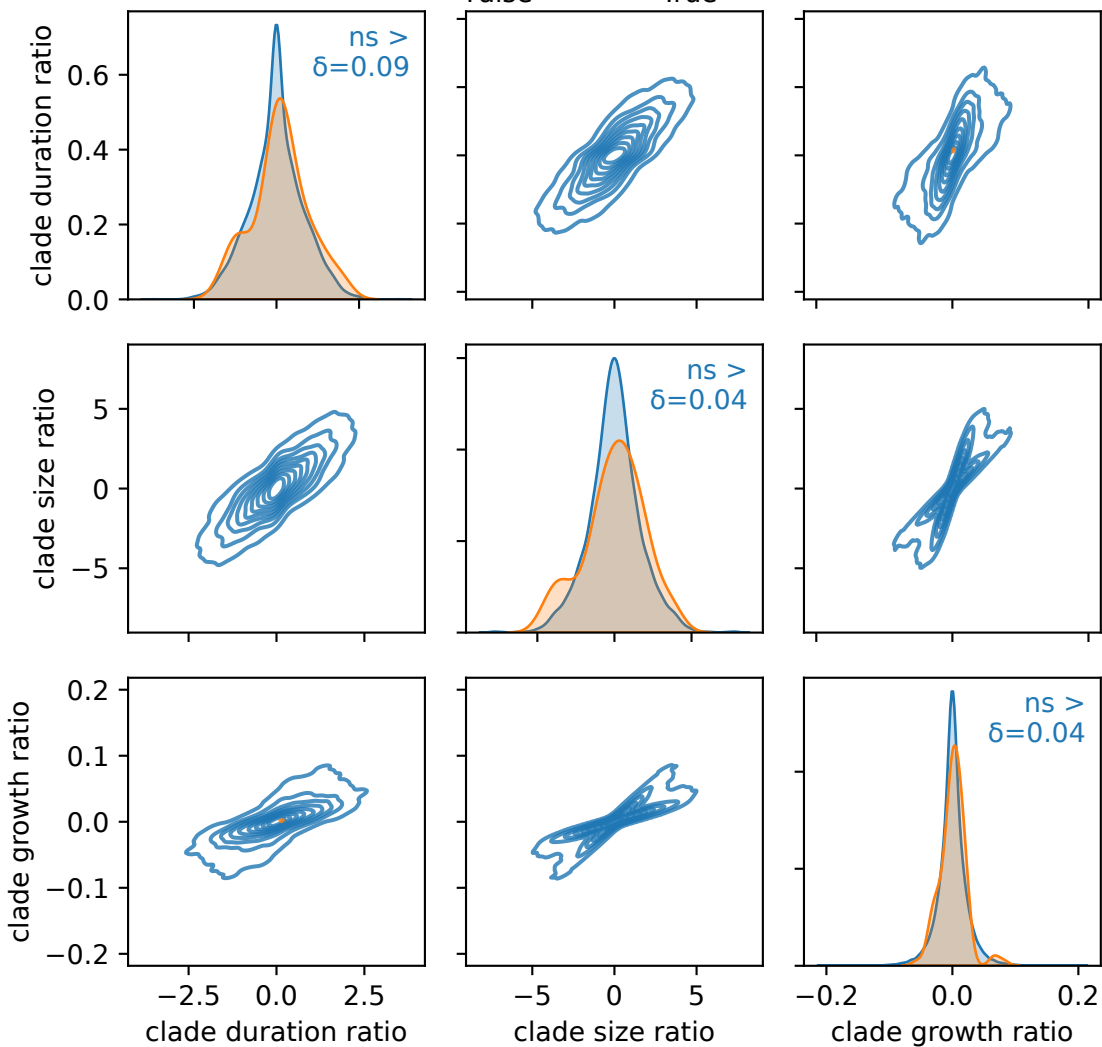 ns >
δ=0.09
clade duration ratio
0.6
0.4
0.2
0.0
ns >
δ=0.04
clade size ratio
5
0
−5
ns >
δ=0.04
clade growth ratio
0.2
0.1
0.0
−0.1
−0.2
−2.5 0.0 2.5
−5 0 5
−0.2 0.0 0.2
clade duration ratio
clade size ratio
clade growth ratio